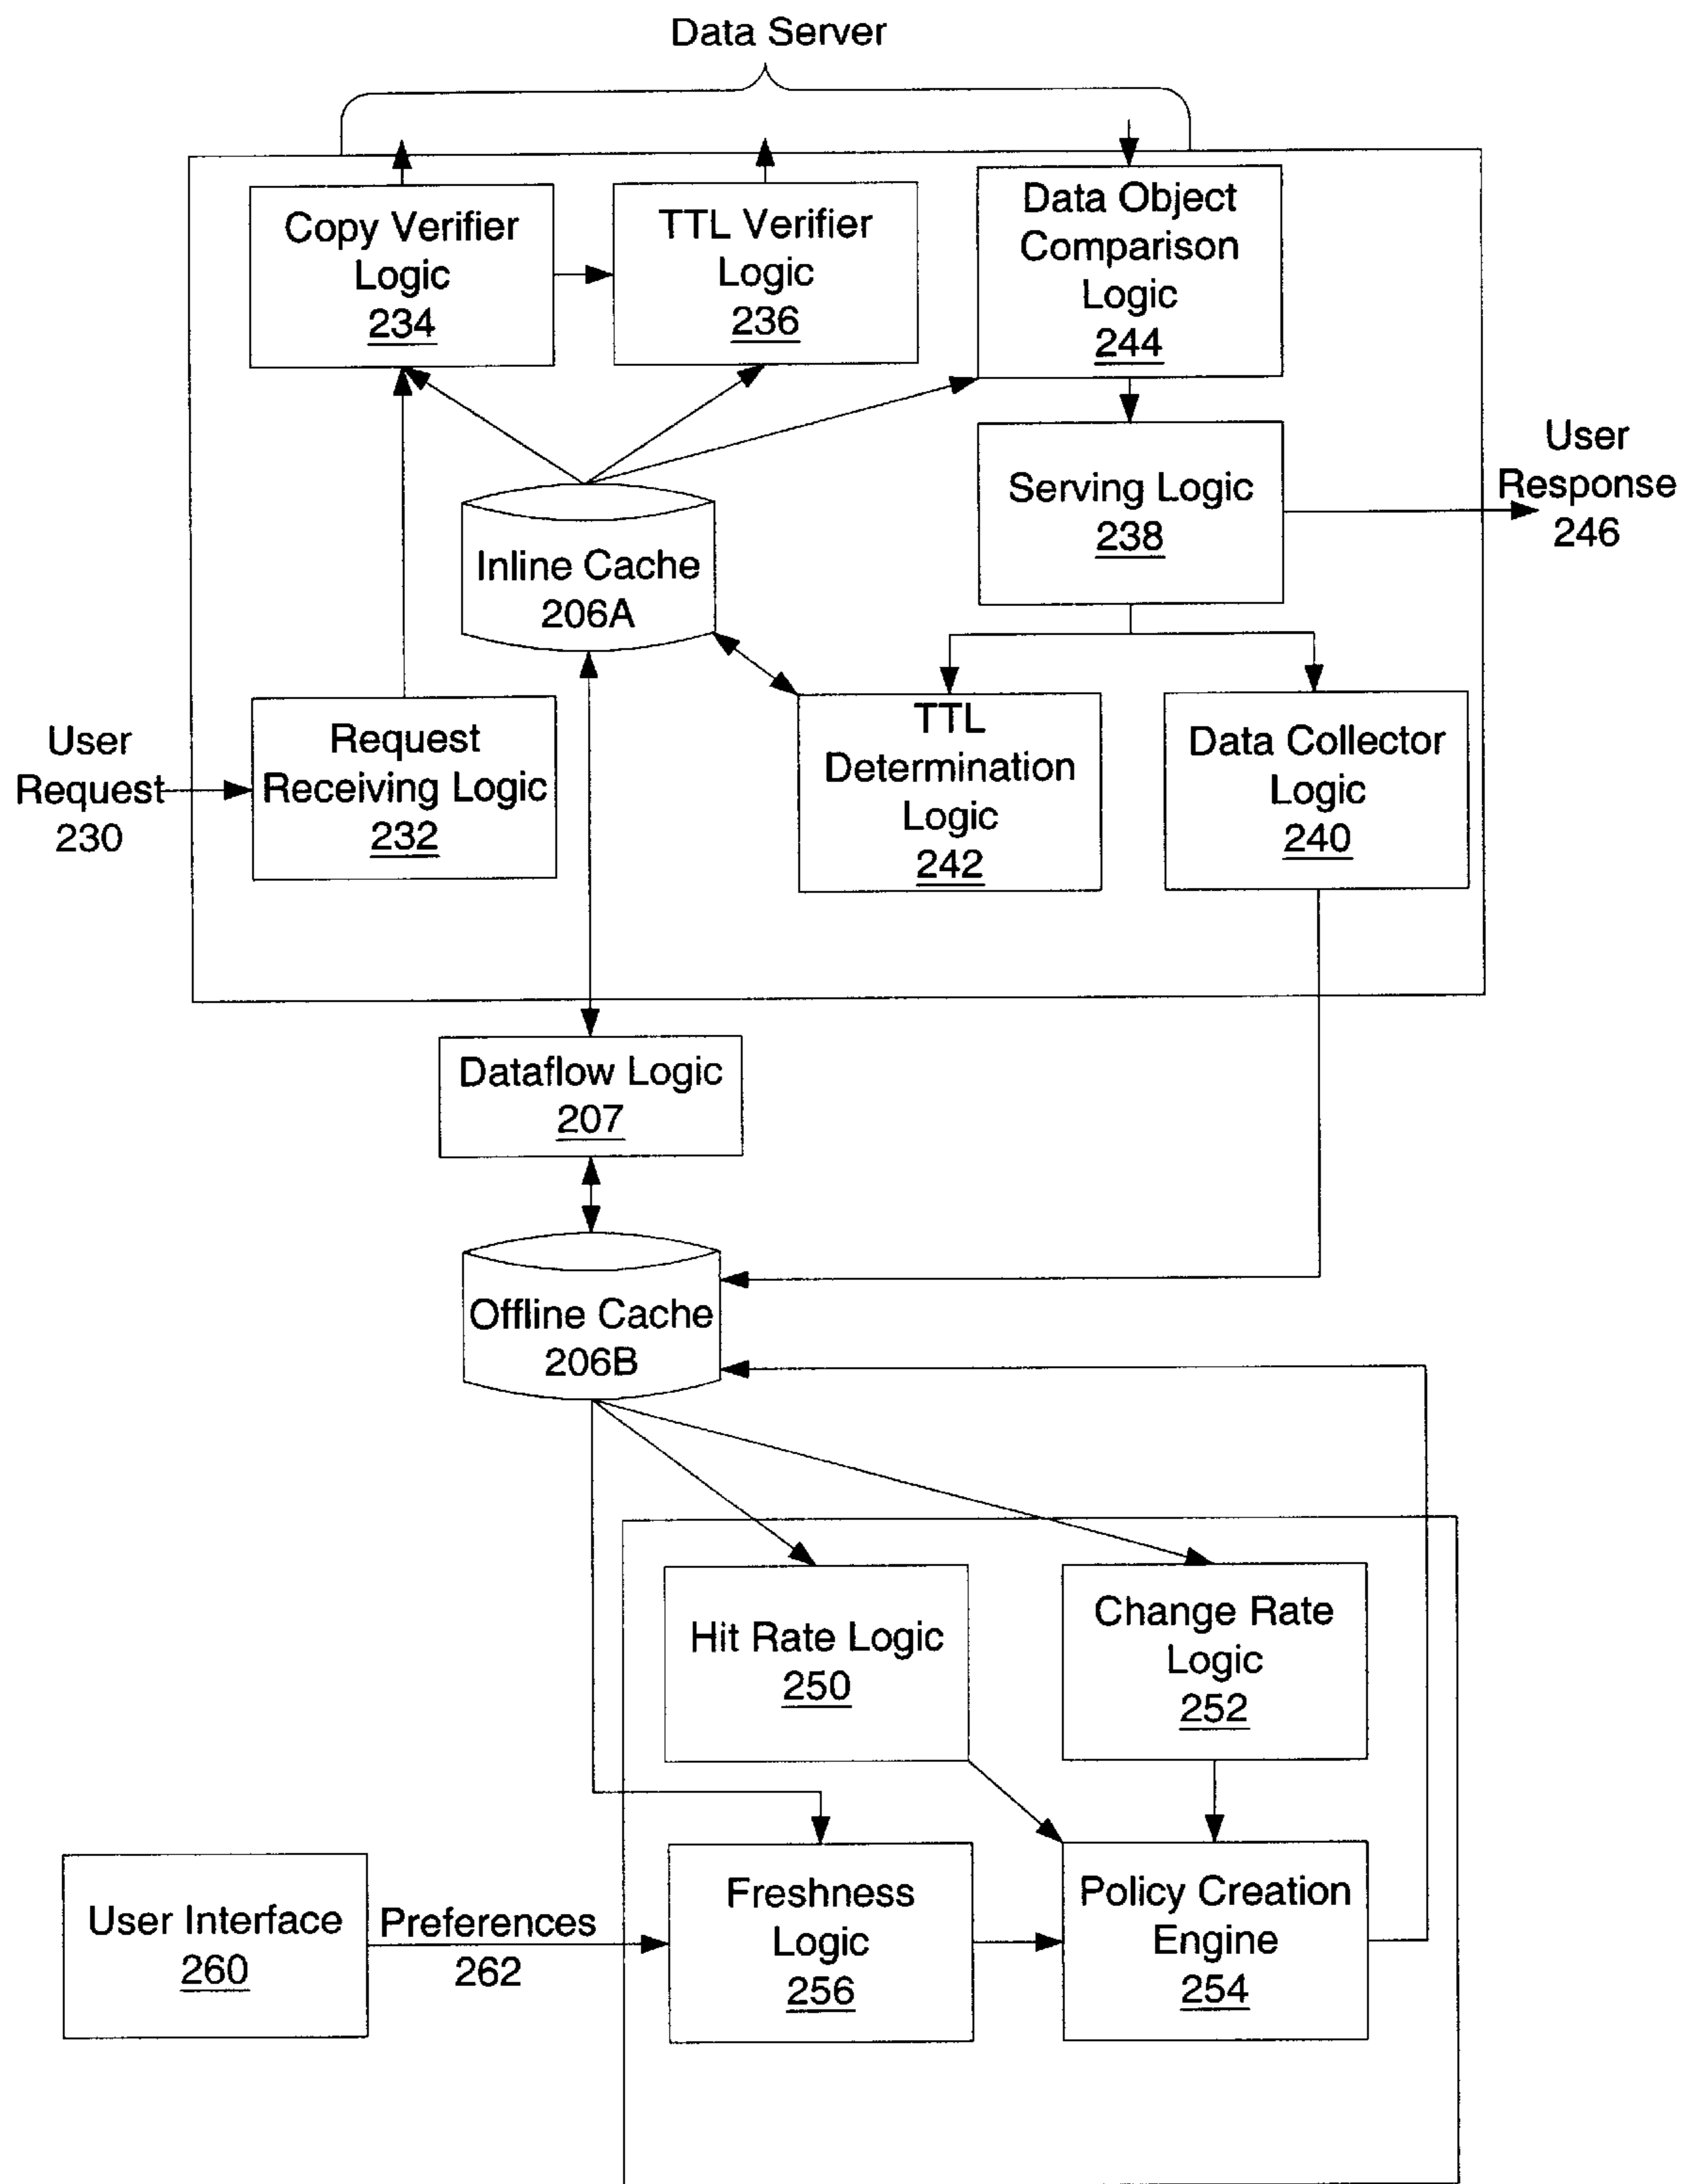 Data Server
Copy Verifier
Logic
234
TTL Verifier
Logic
236
Data Object
Comparison
Logic
244
Serving Logic
238
User
Response
246
Inline Cache
206A
User
Request
230
Request
Receiving Logic
232
TTL
Determination
Logic
242
Data Collector
Logic
240
Dataflow Logic
207
Offline Cache
206B
Hit Rate Logic
250
Change Rate
Logic
252
User Interface
260
Preferences
262
Freshness
Logic
256
Policy Creation
Engine
254